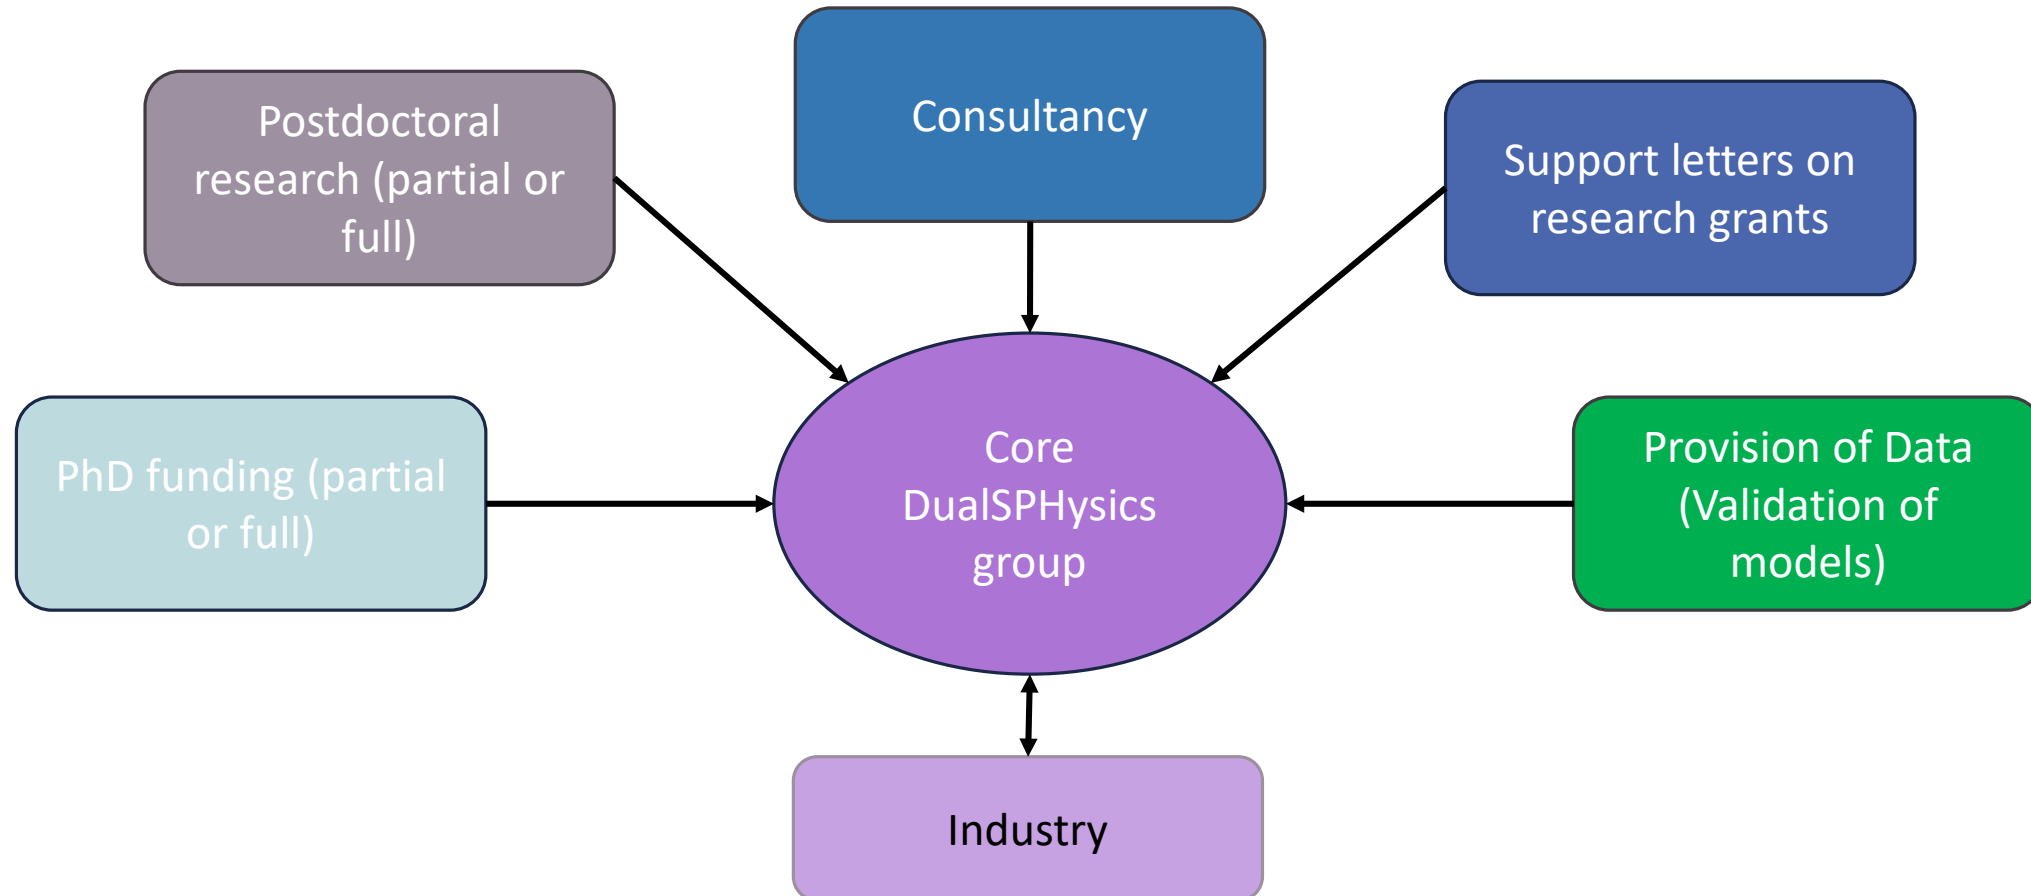 Postdoctoral
research (partial or
full)
Consultancy
Support letters on
research grants
PhD funding (partial
or full)
Core
DualSPHysics
group
Provision of Data
(Validation of
models)
Industry